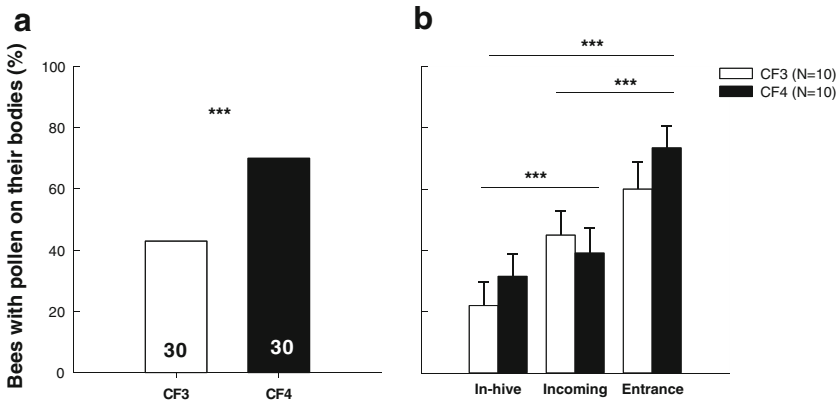 a
b
Bees with pollen on their bodies (%)
100
80
60
40
20
0
***
30
30
CF3
CF4
***
***
***
In-hive
Incoming
Entrance
CF3 (N=10)
CF4 (N=10)